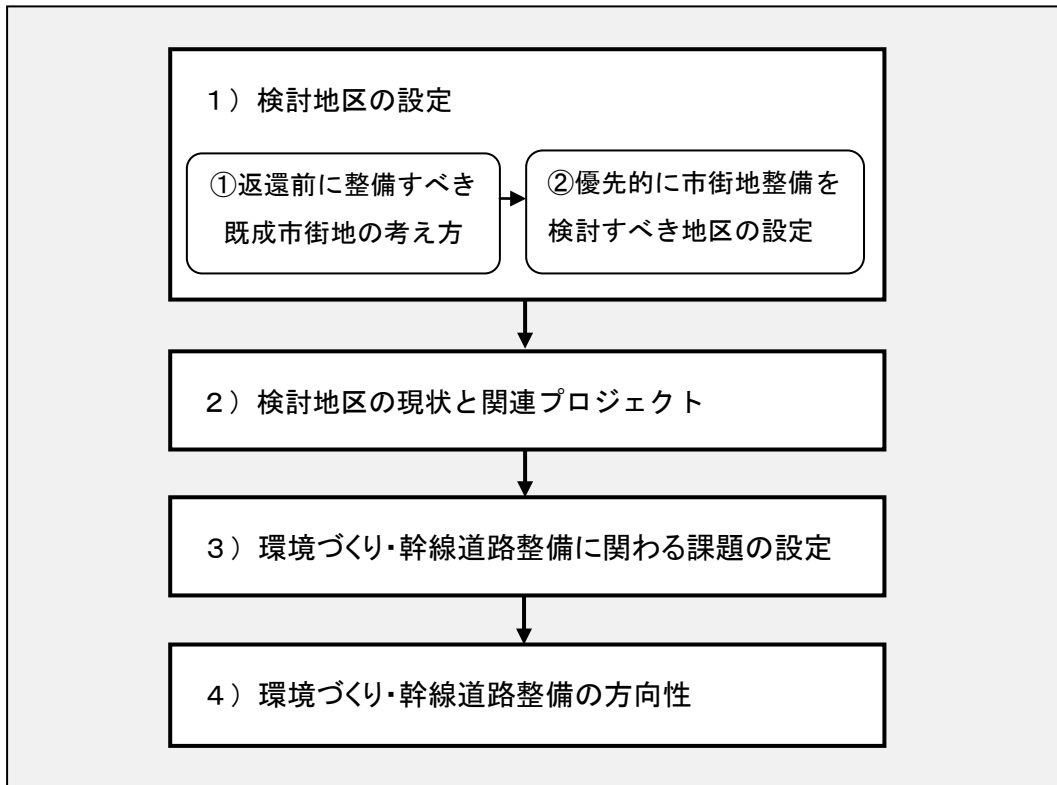 １）検討地区の設定
①返還前に整備すべき
既成市街地の考え方
②優先的に市街地整備を
検討すべき地区の設定
２）検討地区の現状と関連プロジェクト
３）環境づくり・幹線道路整備に関わる課題の設定
４）環境づくり・幹線道路整備の方向性